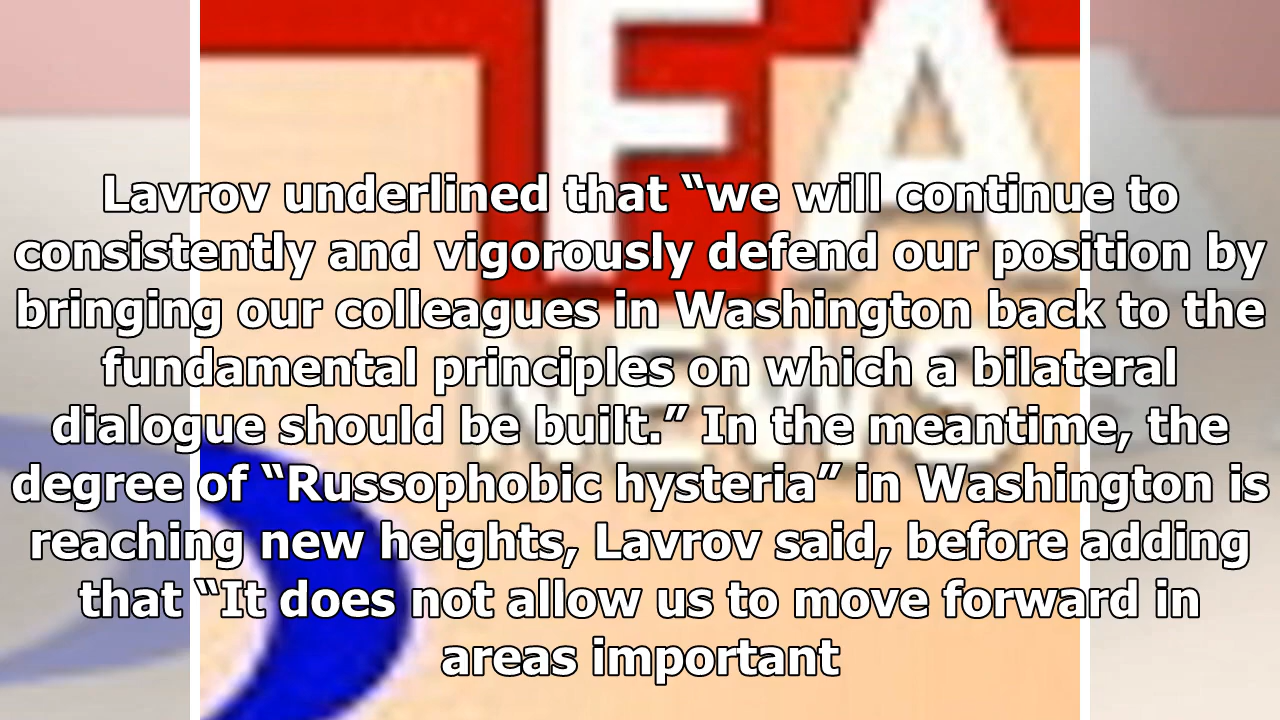 FA
NEWS
Lavrov underlined that “we will continue to
consistently and vigorously defend our position by
bringing our colleagues in Washington back to the
fundamental principles on which a bilateral
dialogue should be built.” In the meantime, the
degree of “Russophobic hysteria” in Washington is
reaching new heights, Lavrov said, before adding
that “It does not allow us to move forward in
areas important